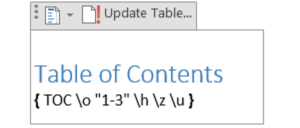 Update Table...
Table of Contents
{ TOC \o "1-3" \h \z \u }